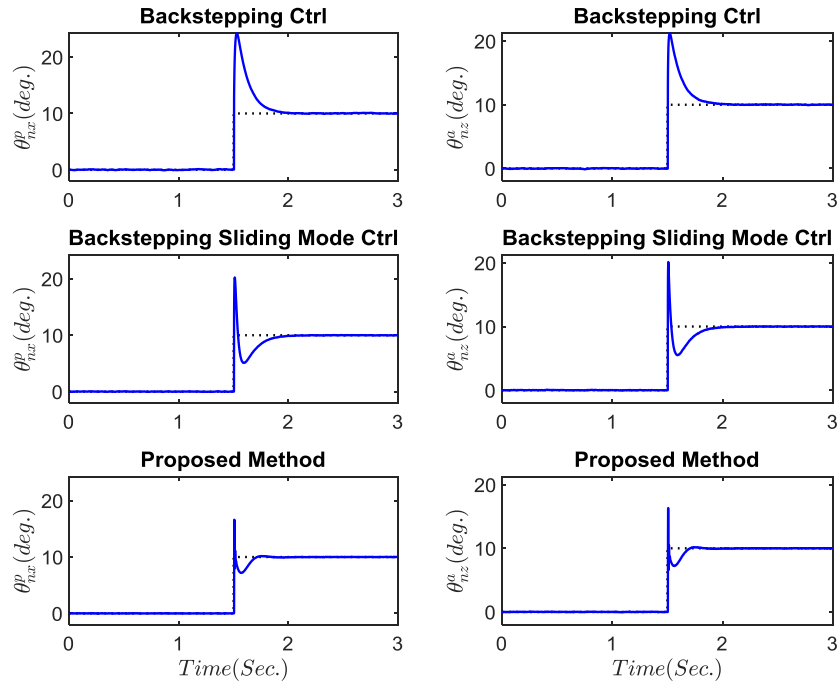 Backstepping Ctrl
θ^p_nx(deg.)
20
10
0
0 1 2 3
Backstepping Ctrl
θ^a_nz(deg.)
20
10
0
0 1 2 3
Backstepping Sliding Mode Ctrl
θ^p_nx(deg.)
20
10
0
0 1 2 3
Backstepping Sliding Mode Ctrl
θ^a_nz(deg.)
20
10
0
0 1 2 3
Proposed Method
θ^p_nx(deg.)
20
10
0
0 1 2 3
Time(Sec.)
Proposed Method
θ^a_nz(deg.)
20
10
0
0 1 2 3
Time(Sec.)